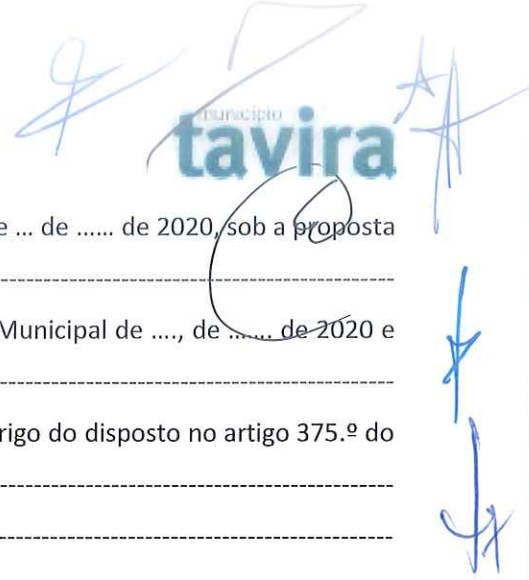 município
tavira
e ... de ...... de 2020, sob a proposta
Municipal de ...., de ....... de 2020 e
rigo do disposto no artigo 375.º do